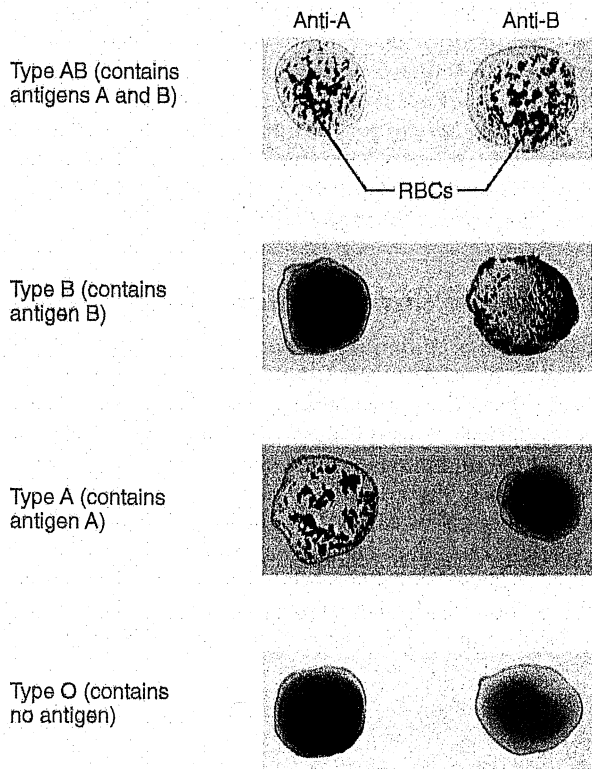 Anti-A
Anti-B
Type AB (contains
antigens A and B)
RBCs
Type B (contains
antigen B)
Type A (contains
antigen A)
Type O (contains
no antigen)